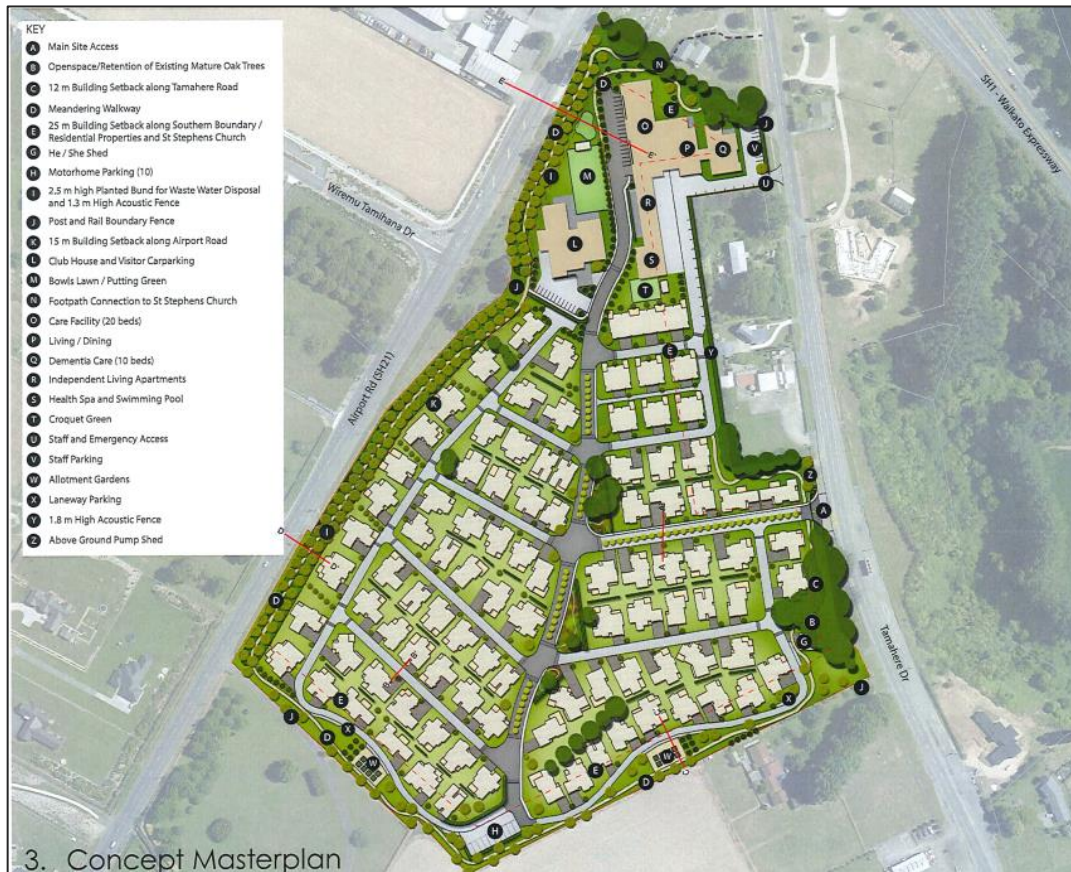 KEY
A Main Site Access
B Openspace/Retention of Existing Mature Oak Trees
C 12 m Building Setback along Tamahere Road
D Meandering Walkway
E 25 m Building Setback along Southern Boundary /
Residential Properties and St Stephens Church
G He / She Shed
H Motorhome Parking (10)
I 2.5 m high Planted Bund for Waste Water Disposal
and 1.3 m High Acoustic Fence
J Post and Rail Boundary Fence
K 15 m Building Setback along Airport Road
L Club House and Visitor Carparking
M Bowls Lawn / Putting Green
N Footpath Connection to St Stephens Church
O Care Facility (20 beds)
P Living / Dining
Q Dementia Care (10 beds)
R Independent Living Apartments
S Health Spa and Swimming Pool
T Croquet Green
U Staff and Emergency Access
V Staff Parking
W Allotment Gardens
X Laneway Parking
Y 1.8 m High Acoustic Fence
Z Above Ground Pump Shed
SH1 - Waikato Expressway
Wiremu Tamihana Dr
Airport Rd (SH21)
Tamahere Dr
N
D
E
E
O
J
D
P
Q
V
E'
I
M
U
R
L
S
J
T
E
Y
K
Z
A
D
I
A
D'
C
D
B
G
B'
E
X
J
J
X
D
W
E
W
D
H
3. Concept Masterplan